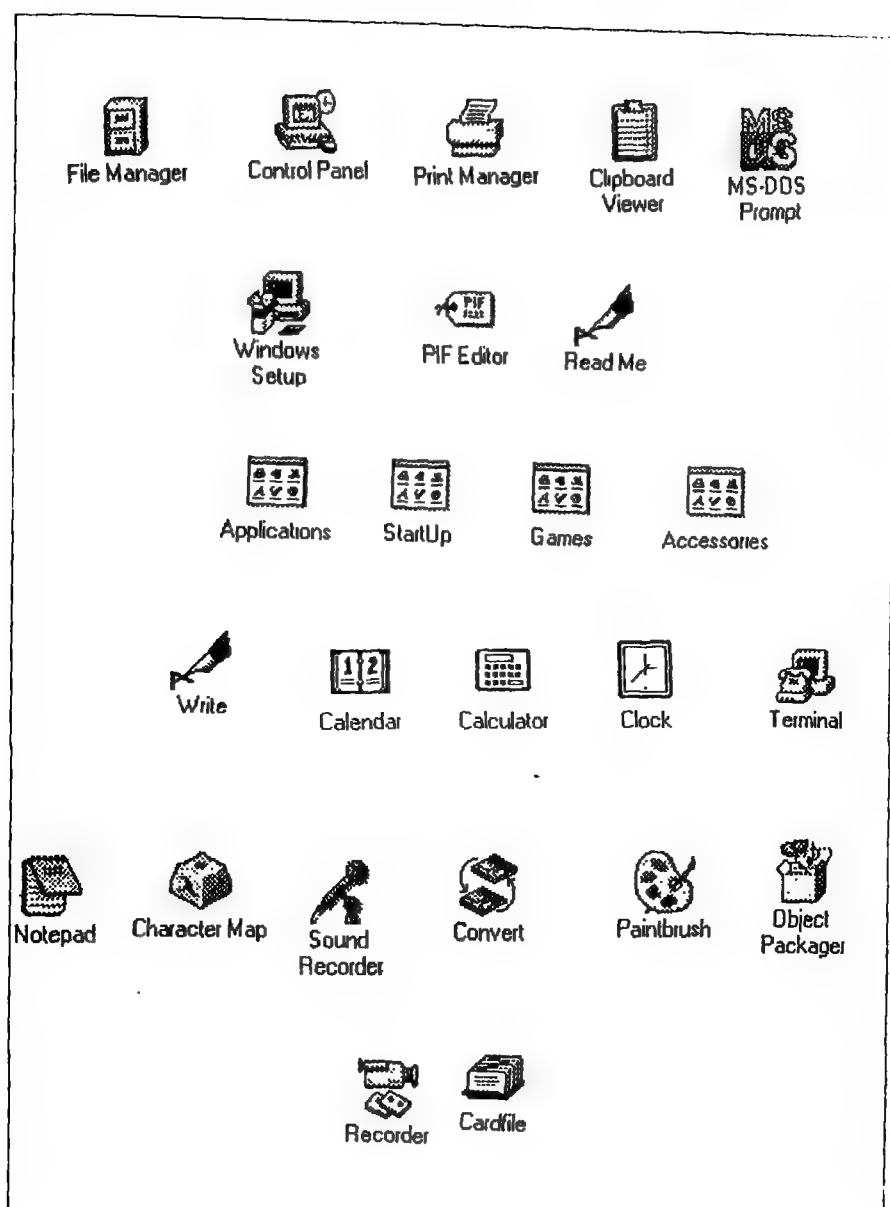 File Manager
Control Panel
Print Manager
Clipboard
Viewer
MS-DOS
Prompt
Windows
Setup
PIF Editor
Read Me
Applications
StartUp
Games
Accessories
Write
Calendar
Calculator
Clock
Terminal
Notepad
Character Map
Sound
Recorder
Convert
Paintbrush
Object
Packager
Recorder
Cardfile